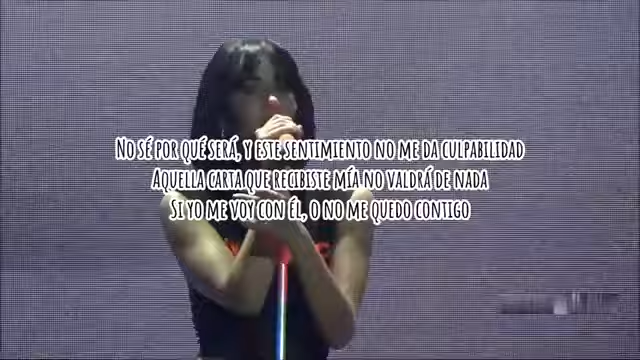 No sé por qué será, y este sentimiento no me da culpabilidad
Aquella carta que recibiste mía no valdrá de nada
Si yo me voy con él, o no me quedo contigo